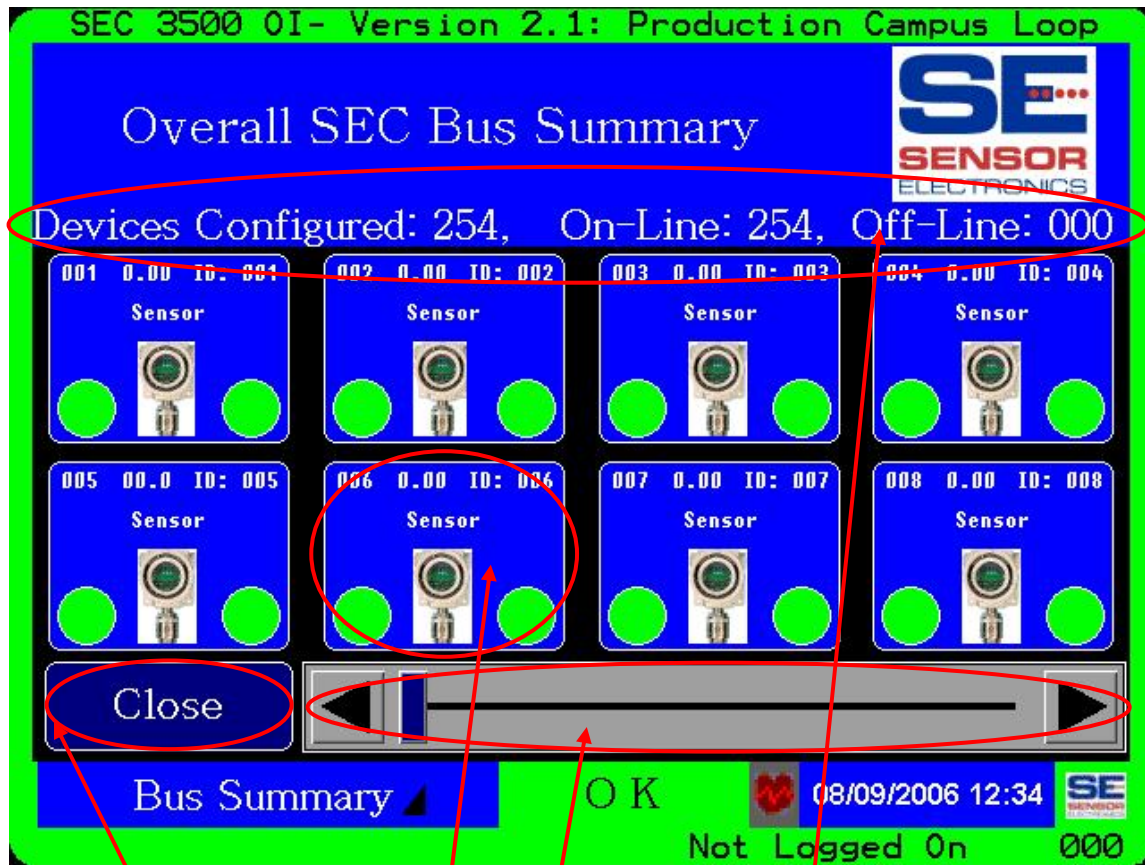 SEC 3500 OI- Version 2.1: Production Campus Loop
SE
SENSOR
ELECTRONICS
Overall SEC Bus Summary
Devices Configured: 254, On-Line: 254, Off-Line: 000
001 0.00 ID: 001
Sensor
002 0.00 ID: 002
Sensor
003 0.00 ID: 003
Sensor
004 0.00 ID: 004
Sensor
005 00.0 ID: 005
Sensor
006 0.00 ID: 006
Sensor
007 0.00 ID: 007
Sensor
008 0.00 ID: 008
Sensor
Close
Bus Summary
O K
08/09/2006 12:34
SE
SENSOR
ELECTRONICS
Not Logged On 000